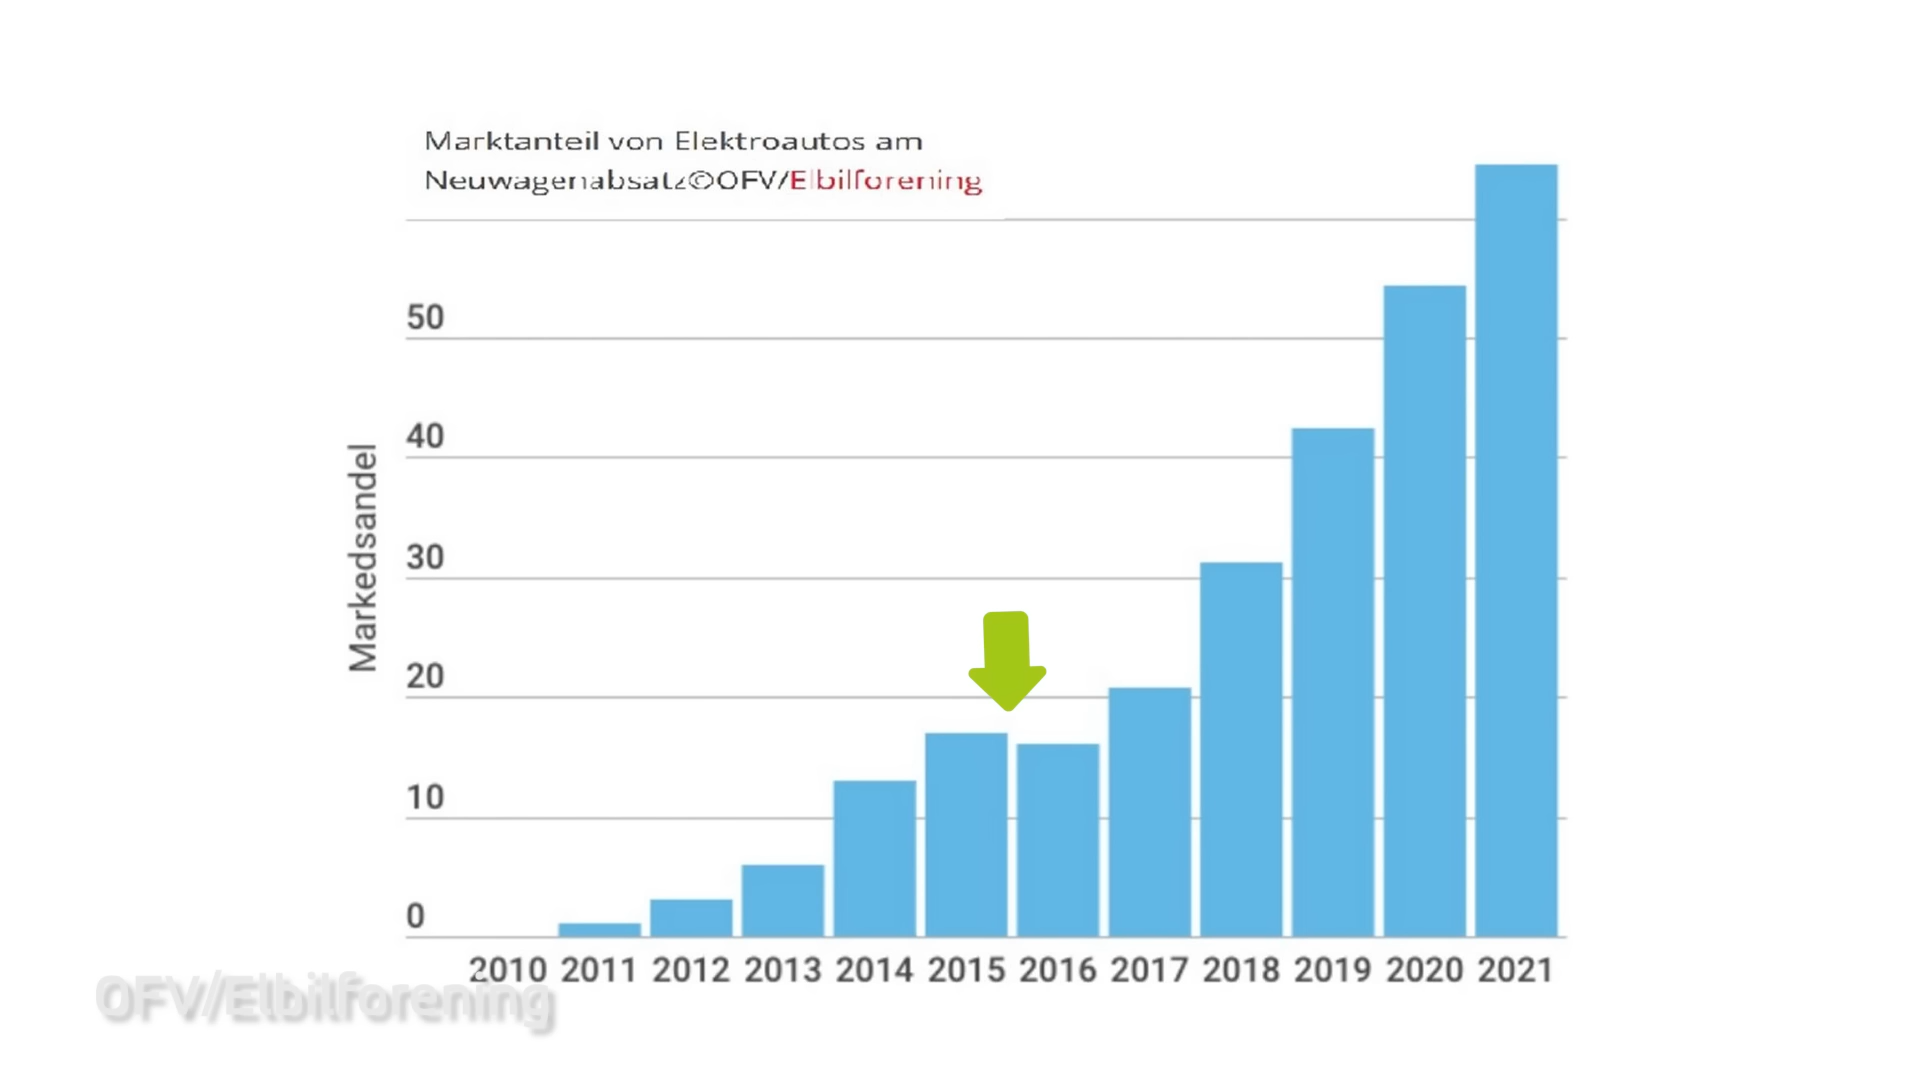 Marktanteil von Elektroautos am
Neuwagenabsatz©OFV/Elbilforening
50
40
30
20
10
0
Markedsandel
2010 2011 2012 2013 2014 2015 2016 2017 2018 2019 2020 2021
OFV/Elbilforening